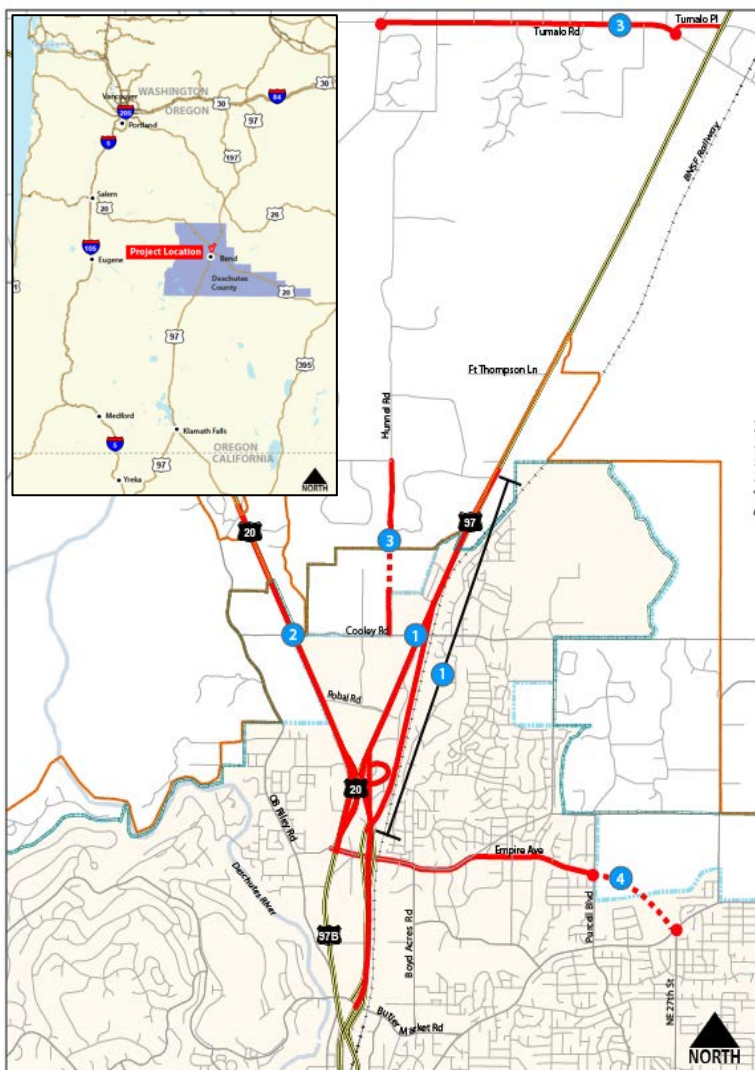 3
Tumalo Rd
Tumalo Pl
WASHINGTON
OREGON
Vancouver
205
Portland
30
30
84
97
197
5
Salem
20
26
105
Eugene
Project Location
Bend
Deschutes
County
20
97
395
Medford
Klamath Falls
5
OREGON
CALIFORNIA
97
Yreka
NORTH
BNSF Railway
Ft Thompson Ln
Hunnel Rd
20
97
3
2
Cooley Rd
1
1
Robal Rd
20
OB Riley Rd
Deschutes River
Empire Ave
4
97B
Boyd Acres Rd
Purcell Blvd
NE 27th St
Butler Market Rd
NORTH